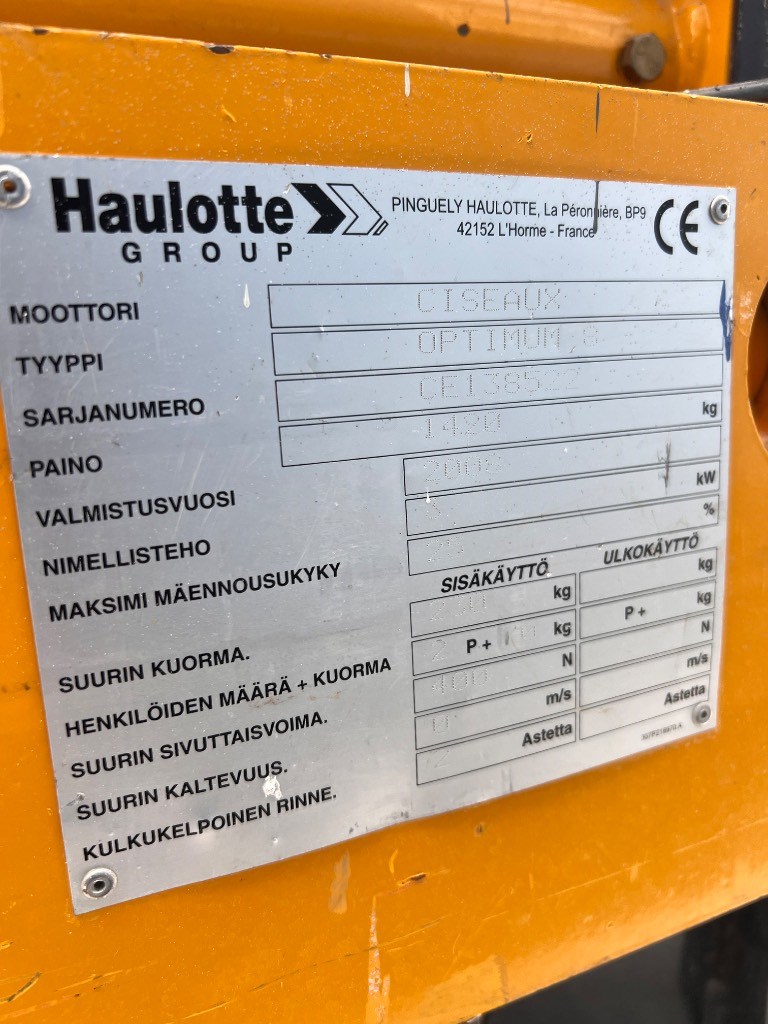 Haulotte
GROUP
PINGUELY HAULOTTE, La Péronnière, BP9
42152 L'Horme - France
CE
MOOTTORI CISEAUX
TYYPPI OPTIMUM 8
SARJANUMERO
PAINO 1420 kg
VALMISTUSVUOSI
NIMELLISTEHO kW
MAKSIMI MÄENNOUSUKYKY %
SISÄKÄYTTÖ ULKOKÄYTTÖ
SUURIN KUORMA. kg kg
HENKILÖIDEN MÄÄRÄ + KUORMA P + kg P + kg
SUURIN SIVUTTAISVOIMA. 400 N N
SUURIN KALTEVUUS. m/s m/s
KULKUKELPOINEN RINNE. Astetta Astetta